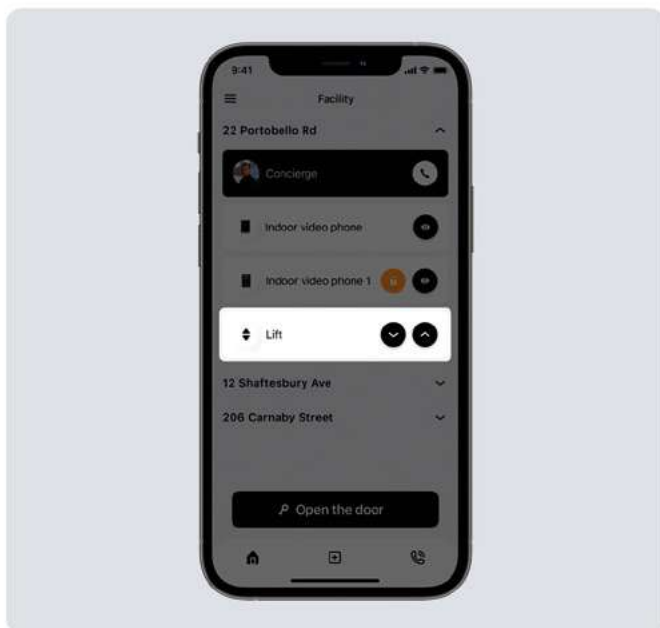 9:41
Facility
22 Portobello Rd
Concierge
Indoor video phone
Indoor video phone 1
Lift
12 Shaftesbury Ave
206 Carnaby Street
Open the door